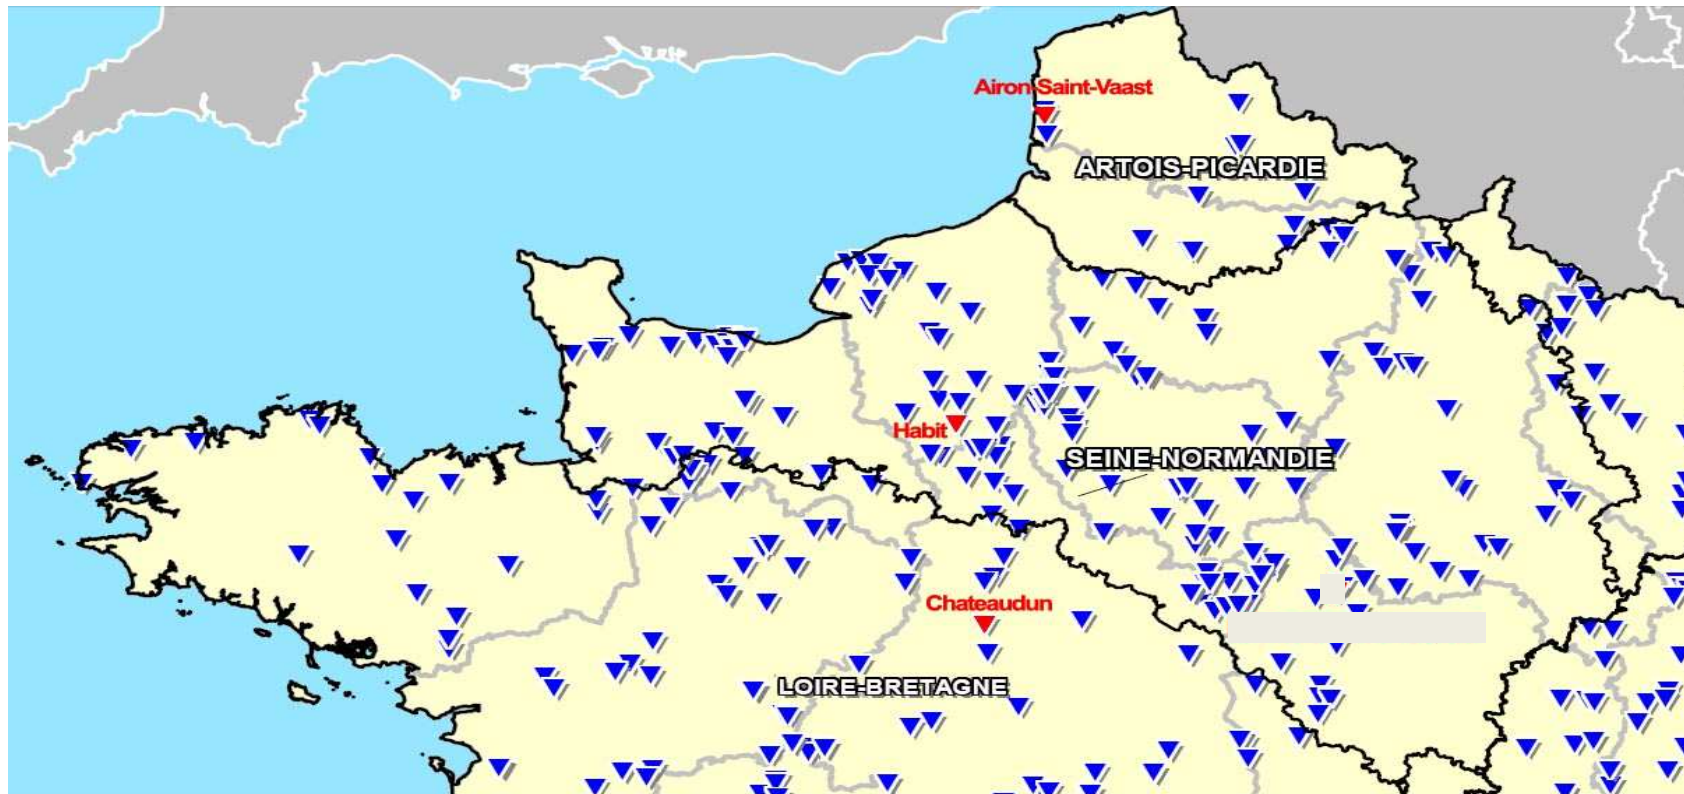 Airon-Saint-Vaast
ARTOIS-PICARDIE
Habit
SEINE-NORMANDIE
Chateaudun
LOIRE-BRETAGNE